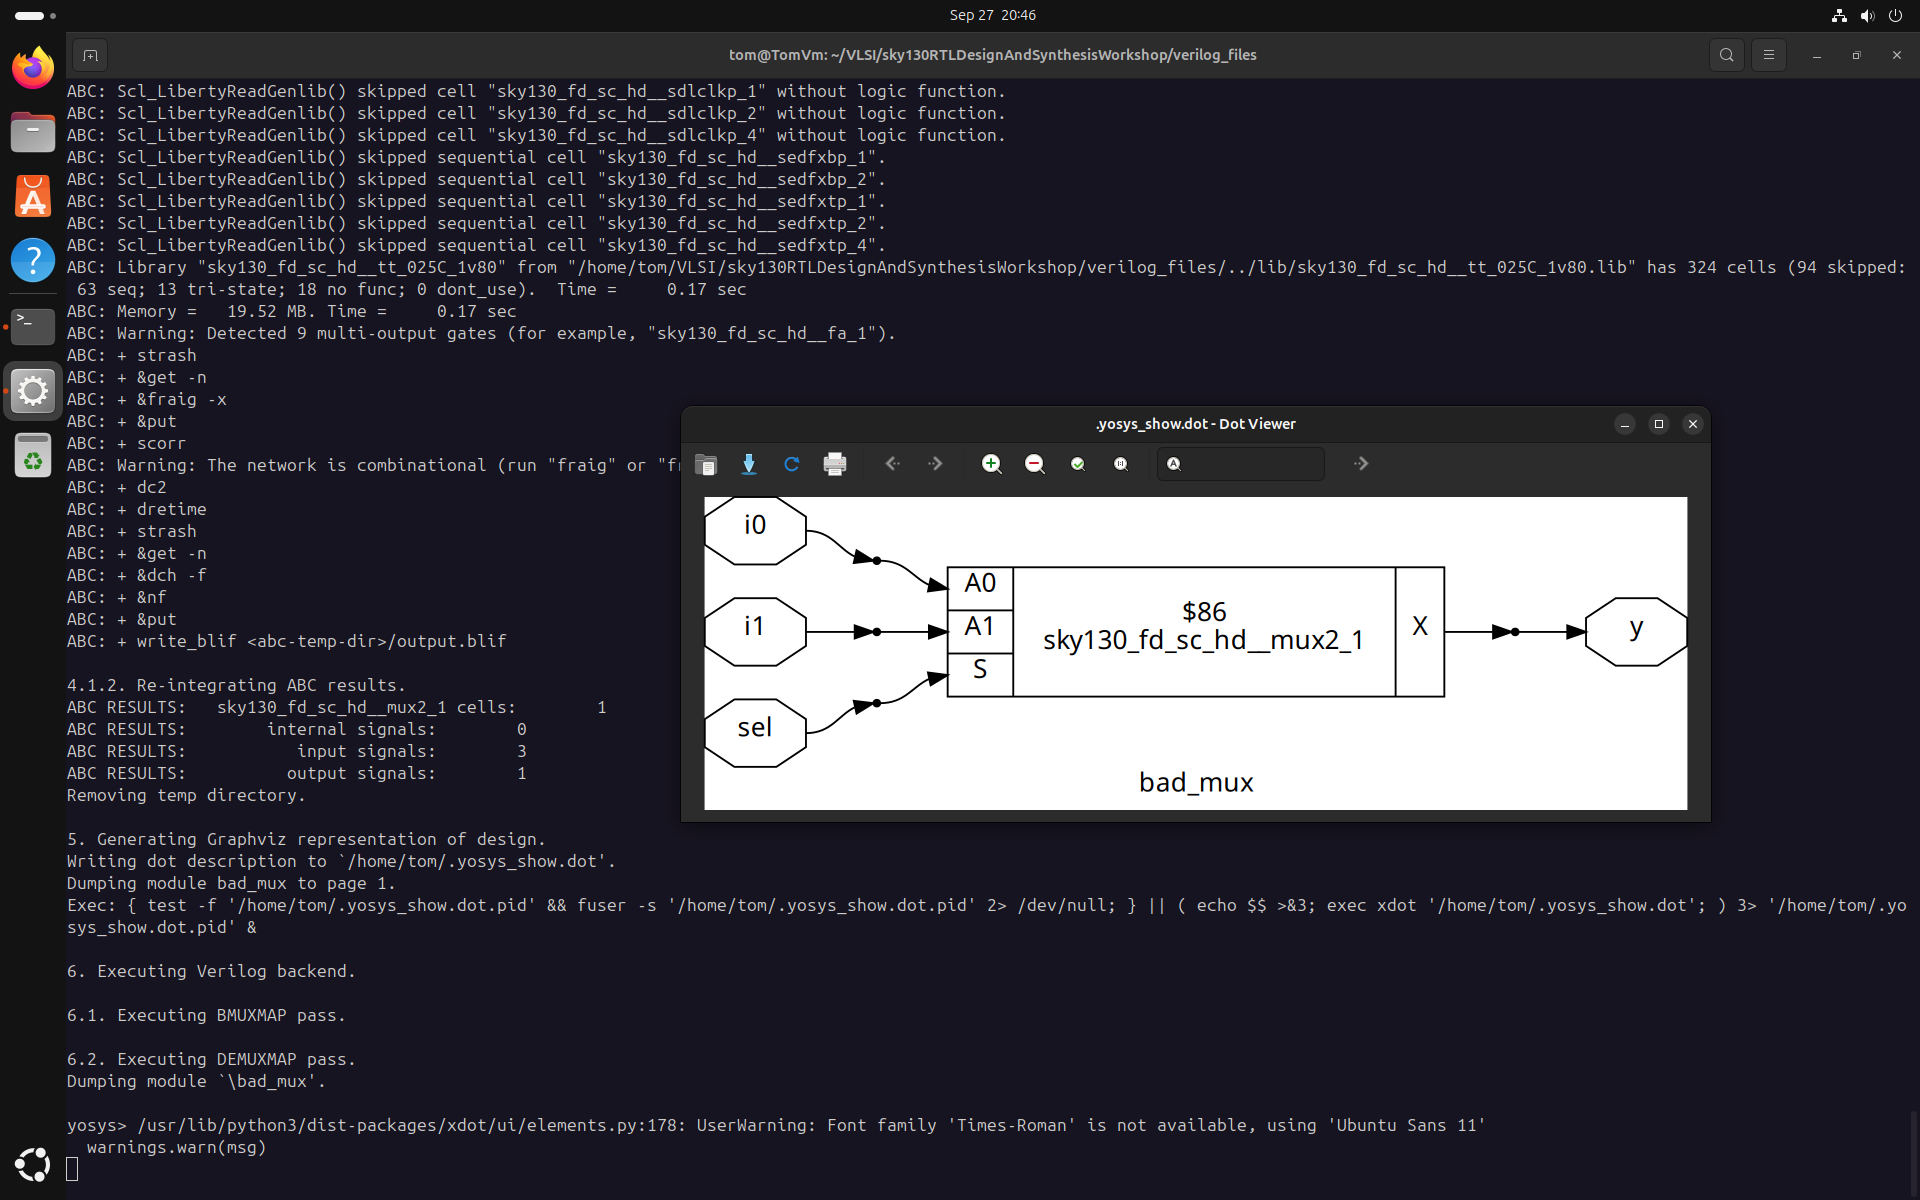 Sep 27 20:46
tom@TomVm: ~/VLSI/sky130RTLDesignAndSynthesisWorkshop/verilog_files
ABC: Scl_LibertyReadGenlib() skipped cell "sky130_fd_sc_hd__sdlclkp_1" without logic function.
ABC: Scl_LibertyReadGenlib() skipped cell "sky130_fd_sc_hd__sdlclkp_2" without logic function.
ABC: Scl_LibertyReadGenlib() skipped cell "sky130_fd_sc_hd__sdlclkp_4" without logic function.
ABC: Scl_LibertyReadGenlib() skipped sequential cell "sky130_fd_sc_hd__sedfxbp_1".
ABC: Scl_LibertyReadGenlib() skipped sequential cell "sky130_fd_sc_hd__sedfxbp_2".
ABC: Scl_LibertyReadGenlib() skipped sequential cell "sky130_fd_sc_hd__sedfxtp_1".
ABC: Scl_LibertyReadGenlib() skipped sequential cell "sky130_fd_sc_hd__sedfxtp_2".
ABC: Scl_LibertyReadGenlib() skipped sequential cell "sky130_fd_sc_hd__sedfxtp_4".
ABC: Library "sky130_fd_sc_hd__tt_025C_1v80" from "/home/tom/VLSI/sky130RTLDesignAndSynthesisWorkshop/verilog_files/../lib/sky130_fd_sc_hd__tt_025C_1v80.lib" has 324 cells (94 skipped:
63 seq; 13 tri-state; 18 no func; 0 dont_use). Time = 0.17 sec
ABC: Memory = 19.52 MB. Time = 0.17 sec
ABC: Warning: Detected 9 multi-output gates (for example, "sky130_fd_sc_hd__fa_1").
ABC: + strash
ABC: + &get -n
ABC: + &fraig -x
ABC: + &put
ABC: + scorr
ABC: Warning: The network is combinational (run "fraig" or "fr
ABC: + dc2
ABC: + dretime
ABC: + strash
ABC: + &get -n
ABC: + &dch -f
ABC: + &nf
ABC: + &put
ABC: + write_blif <abc-temp-dir>/output.blif
4.1.2. Re-integrating ABC results.
ABC RESULTS: sky130_fd_sc_hd__mux2_1 cells: 1
ABC RESULTS: internal signals: 0
ABC RESULTS: input signals: 3
ABC RESULTS: output signals: 1
Removing temp directory.
5. Generating Graphviz representation of design.
Writing dot description to `/home/tom/.yosys_show.dot'.
Dumping module bad_mux to page 1.
Exec: { test -f '/home/tom/.yosys_show.dot.pid' && fuser -s '/home/tom/.yosys_show.dot.pid' 2> /dev/null; } || ( echo $$ >&3; exec xdot '/home/tom/.yosys_show.dot'; ) 3> '/home/tom/.yo
sys_show.dot.pid' &
6. Executing Verilog backend.
6.1. Executing BMUXMAP pass.
6.2. Executing DEMUXMAP pass.
Dumping module `\bad_mux'.
yosys> /usr/lib/python3/dist-packages/xdot/ui/elements.py:178: UserWarning: Font family 'Times-Roman' is not available, using 'Ubuntu Sans 11'
warnings.warn(msg)
.yosys_show.dot - Dot Viewer
i0
i1
sel
A0
A1
S
$86
sky130_fd_sc_hd__mux2_1
X
y
bad_mux